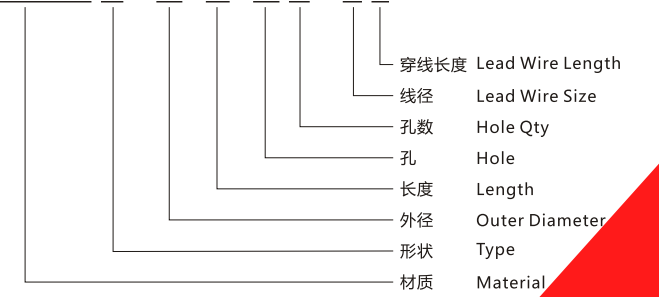 穿线长度 Lead Wire Length
线径 Lead Wire Size
孔数 Hole Qty
孔 Hole
长度 Length
外径 Outer Diameter
形状 Type
材质 Material